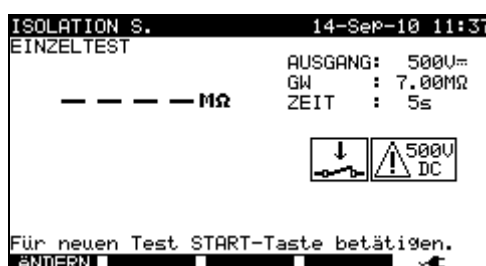 ISOLATION S. 14-Sep-10 11:37
EINZELTEST
AUSGANG: 500V⎓
GW : 7.00MΩ
– – – – MΩ
ZEIT : 5s
500V
DC
Für neuen Test START-Taste betätigen.
ÄNDERN